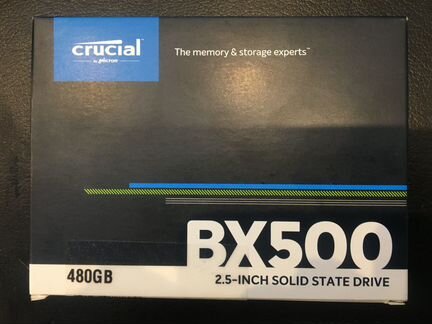 crucial
by micron
The memory & storage experts™
BX500
480GB
2.5-INCH SOLID STATE DRIVE